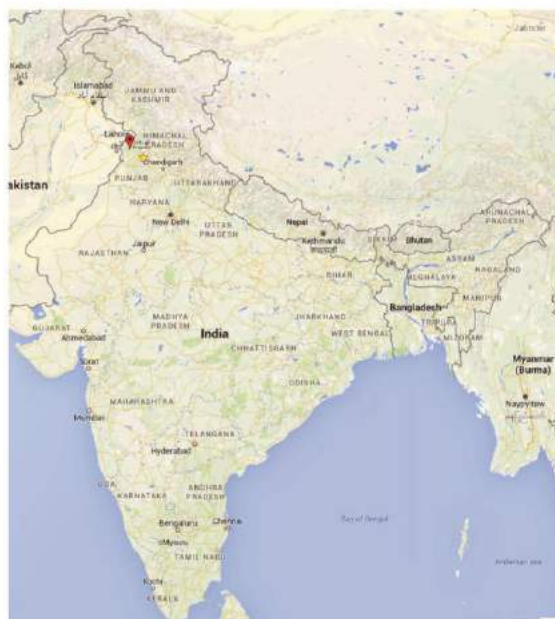 Kabul
Islamabad
JAMMU AND
KASHMIR
Lahore
HIMACHAL
PRADESH
Chandigarh
PUNJAB
UTTARAKHAND
akistan
HARYANA
New Delhi
Nepal
UTTAR
PRADESH
Kathmandu
SIKKIM
Bhutan
ARUNACHAL
PRADESH
Jaipur
RAJASTHAN
ASSAM
NAGALAND
BIHAR
MEGHALAYA
MANIPUR
Bangladesh
GUJARAT
Ahmedabad
MADHYA
PRADESH
JHARKHAND
India
WEST BENGAL
TRIPURA
MIZORAM
CHHATTISGARH
Surat
Myanmar
(Burma)
ODISHA
Naypyitaw
MAHARASHTRA
Mumbai
TELANGANA
Hyderabad
GOA
KARNATAKA
ANDHRA
PRADESH
Bay of Bengal
Bengaluru
Chennai
Mysuru
TAMIL NADU
Andaman Sea
Kochi
KERALA